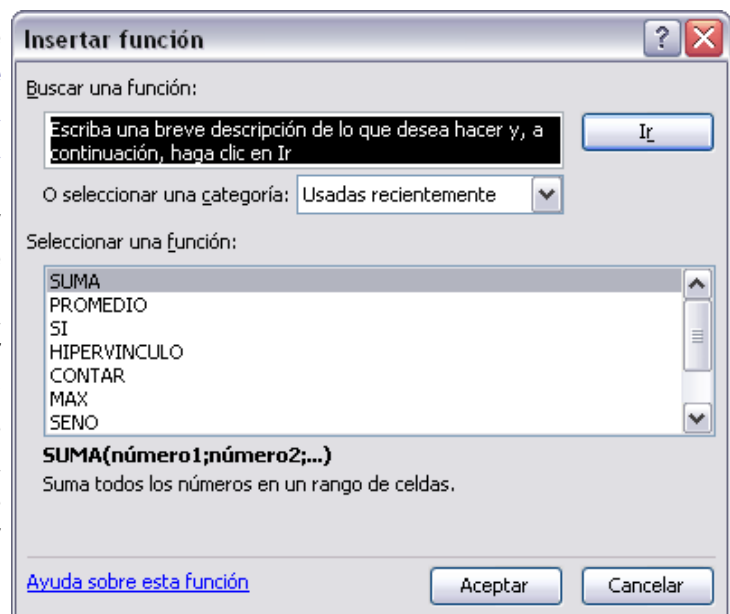 Insertar función
Buscar una función:
Escriba una breve descripción de lo que desea hacer y, a
continuación, haga clic en Ir
Ir
O seleccionar una categoría: Usadas recientemente
Seleccionar una función:
SUMA
PROMEDIO
SI
HIPERVINCULO
CONTAR
MAX
SENO
SUMA(número1;número2;...)
Suma todos los números en un rango de celdas.
Ayuda sobre esta función
Aceptar
Cancelar